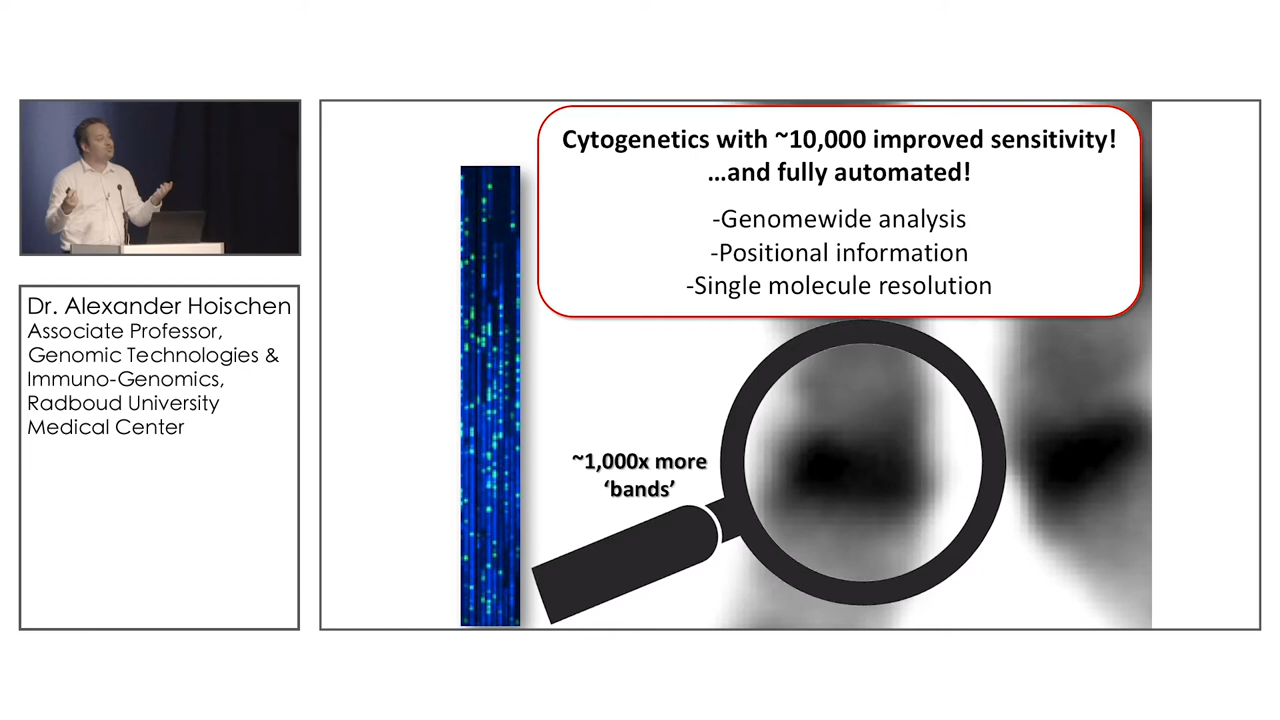 Dr. Alexander Hoischen
Associate Professor,
Genomic Technologies &
Immuno-Genomics,
Radboud University
Medical Center
Cytogenetics with ~10,000 improved sensitivity!
...and fully automated!
-Genomewide analysis
-Positional information
-Single molecule resolution
~1,000x more
‘bands’